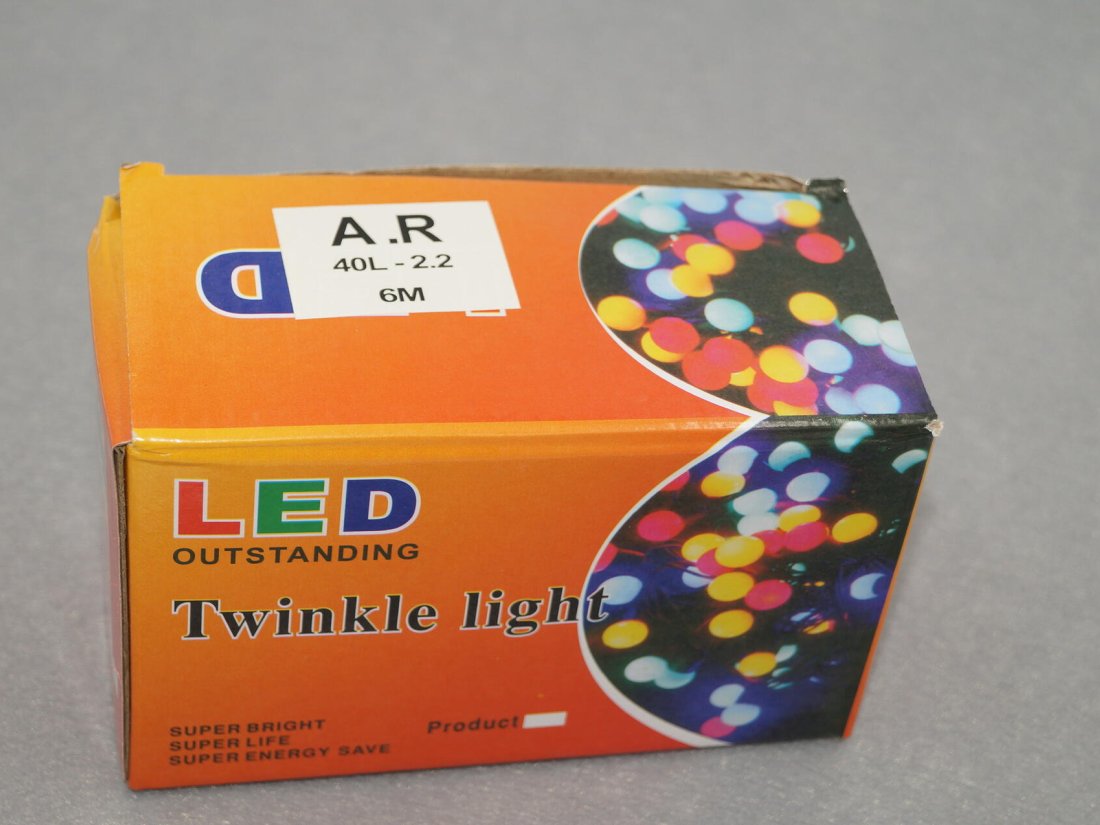 A.R
40L - 2.2
6M
LED
OUTSTANDING
Twinkle light
SUPER BRIGHT
SUPER LIFE
SUPER ENERGY SAVE
Product